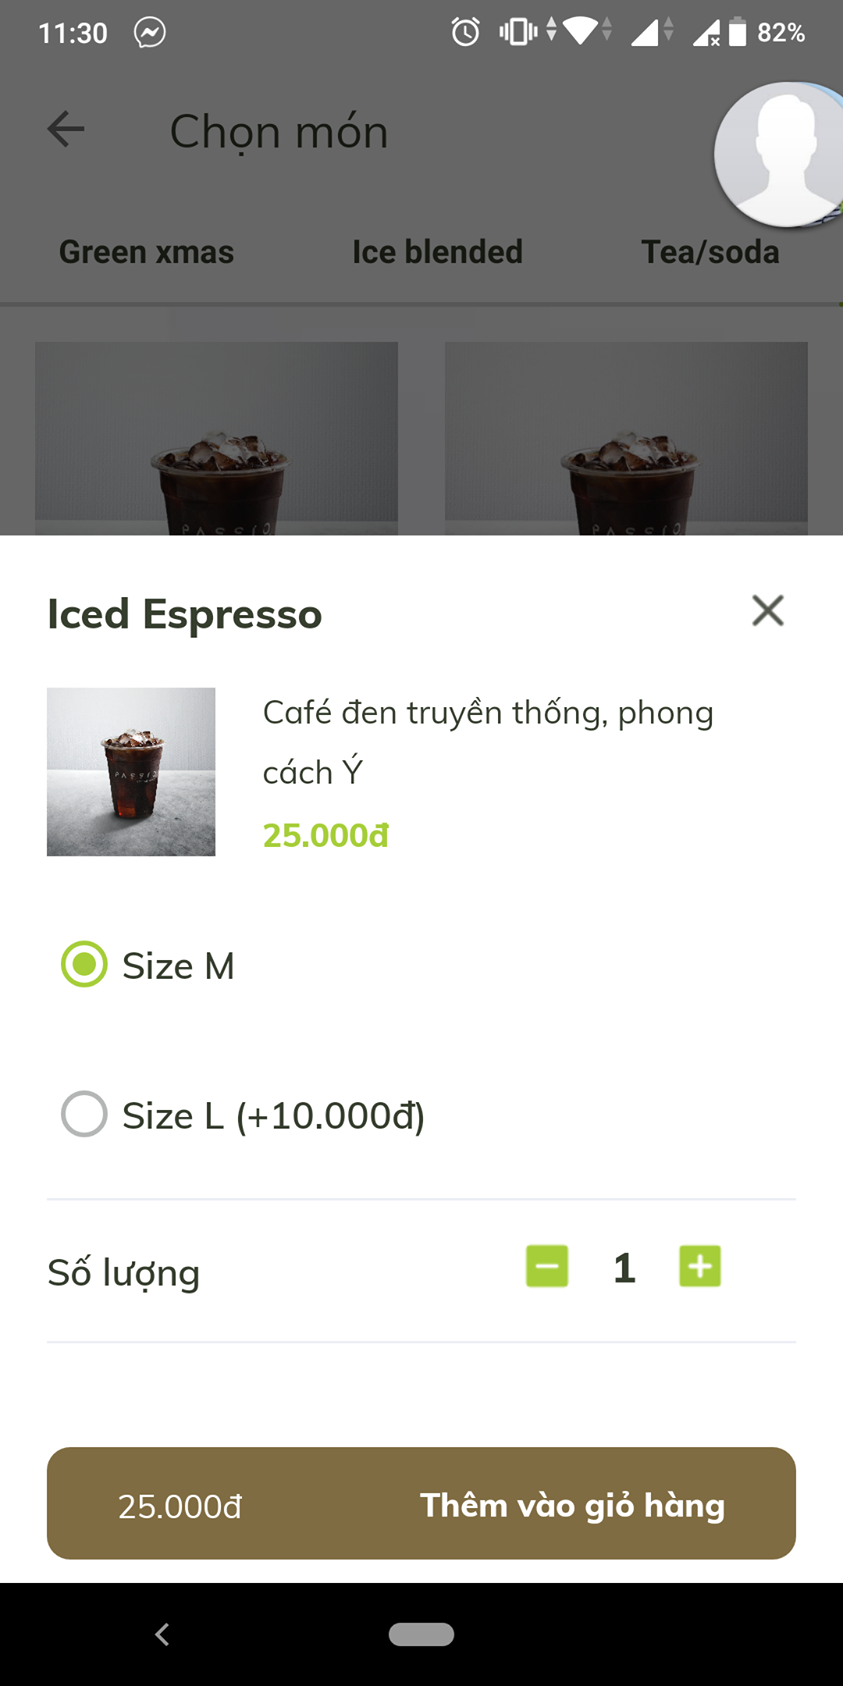 11:30 82%
Chọn món
Green xmas Ice blended Tea/soda
Iced Espresso
Café đen truyền thống, phong
cách Ý
25.000đ
Size M
Size L (+10.000đ)
Số lượng 1
25.000đ Thêm vào giỏ hàng